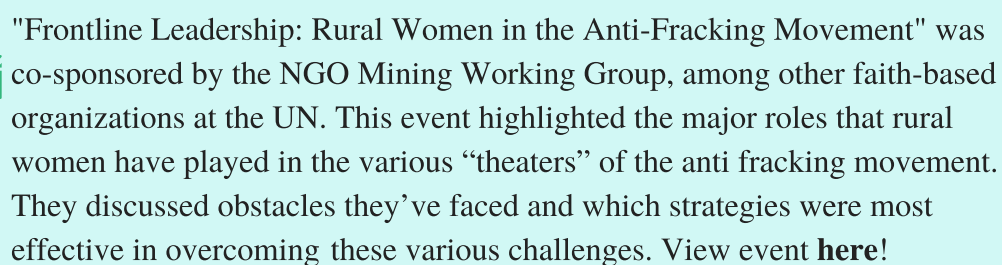 "Frontline Leadership: Rural Women in the Anti-Fracking Movement" was
co-sponsored by the NGO Mining Working Group, among other faith-based
organizations at the UN. This event highlighted the major roles that rural
women have played in the various “theaters” of the anti fracking movement.
They discussed obstacles they’ve faced and which strategies were most
effective in overcoming these various challenges. View event here!